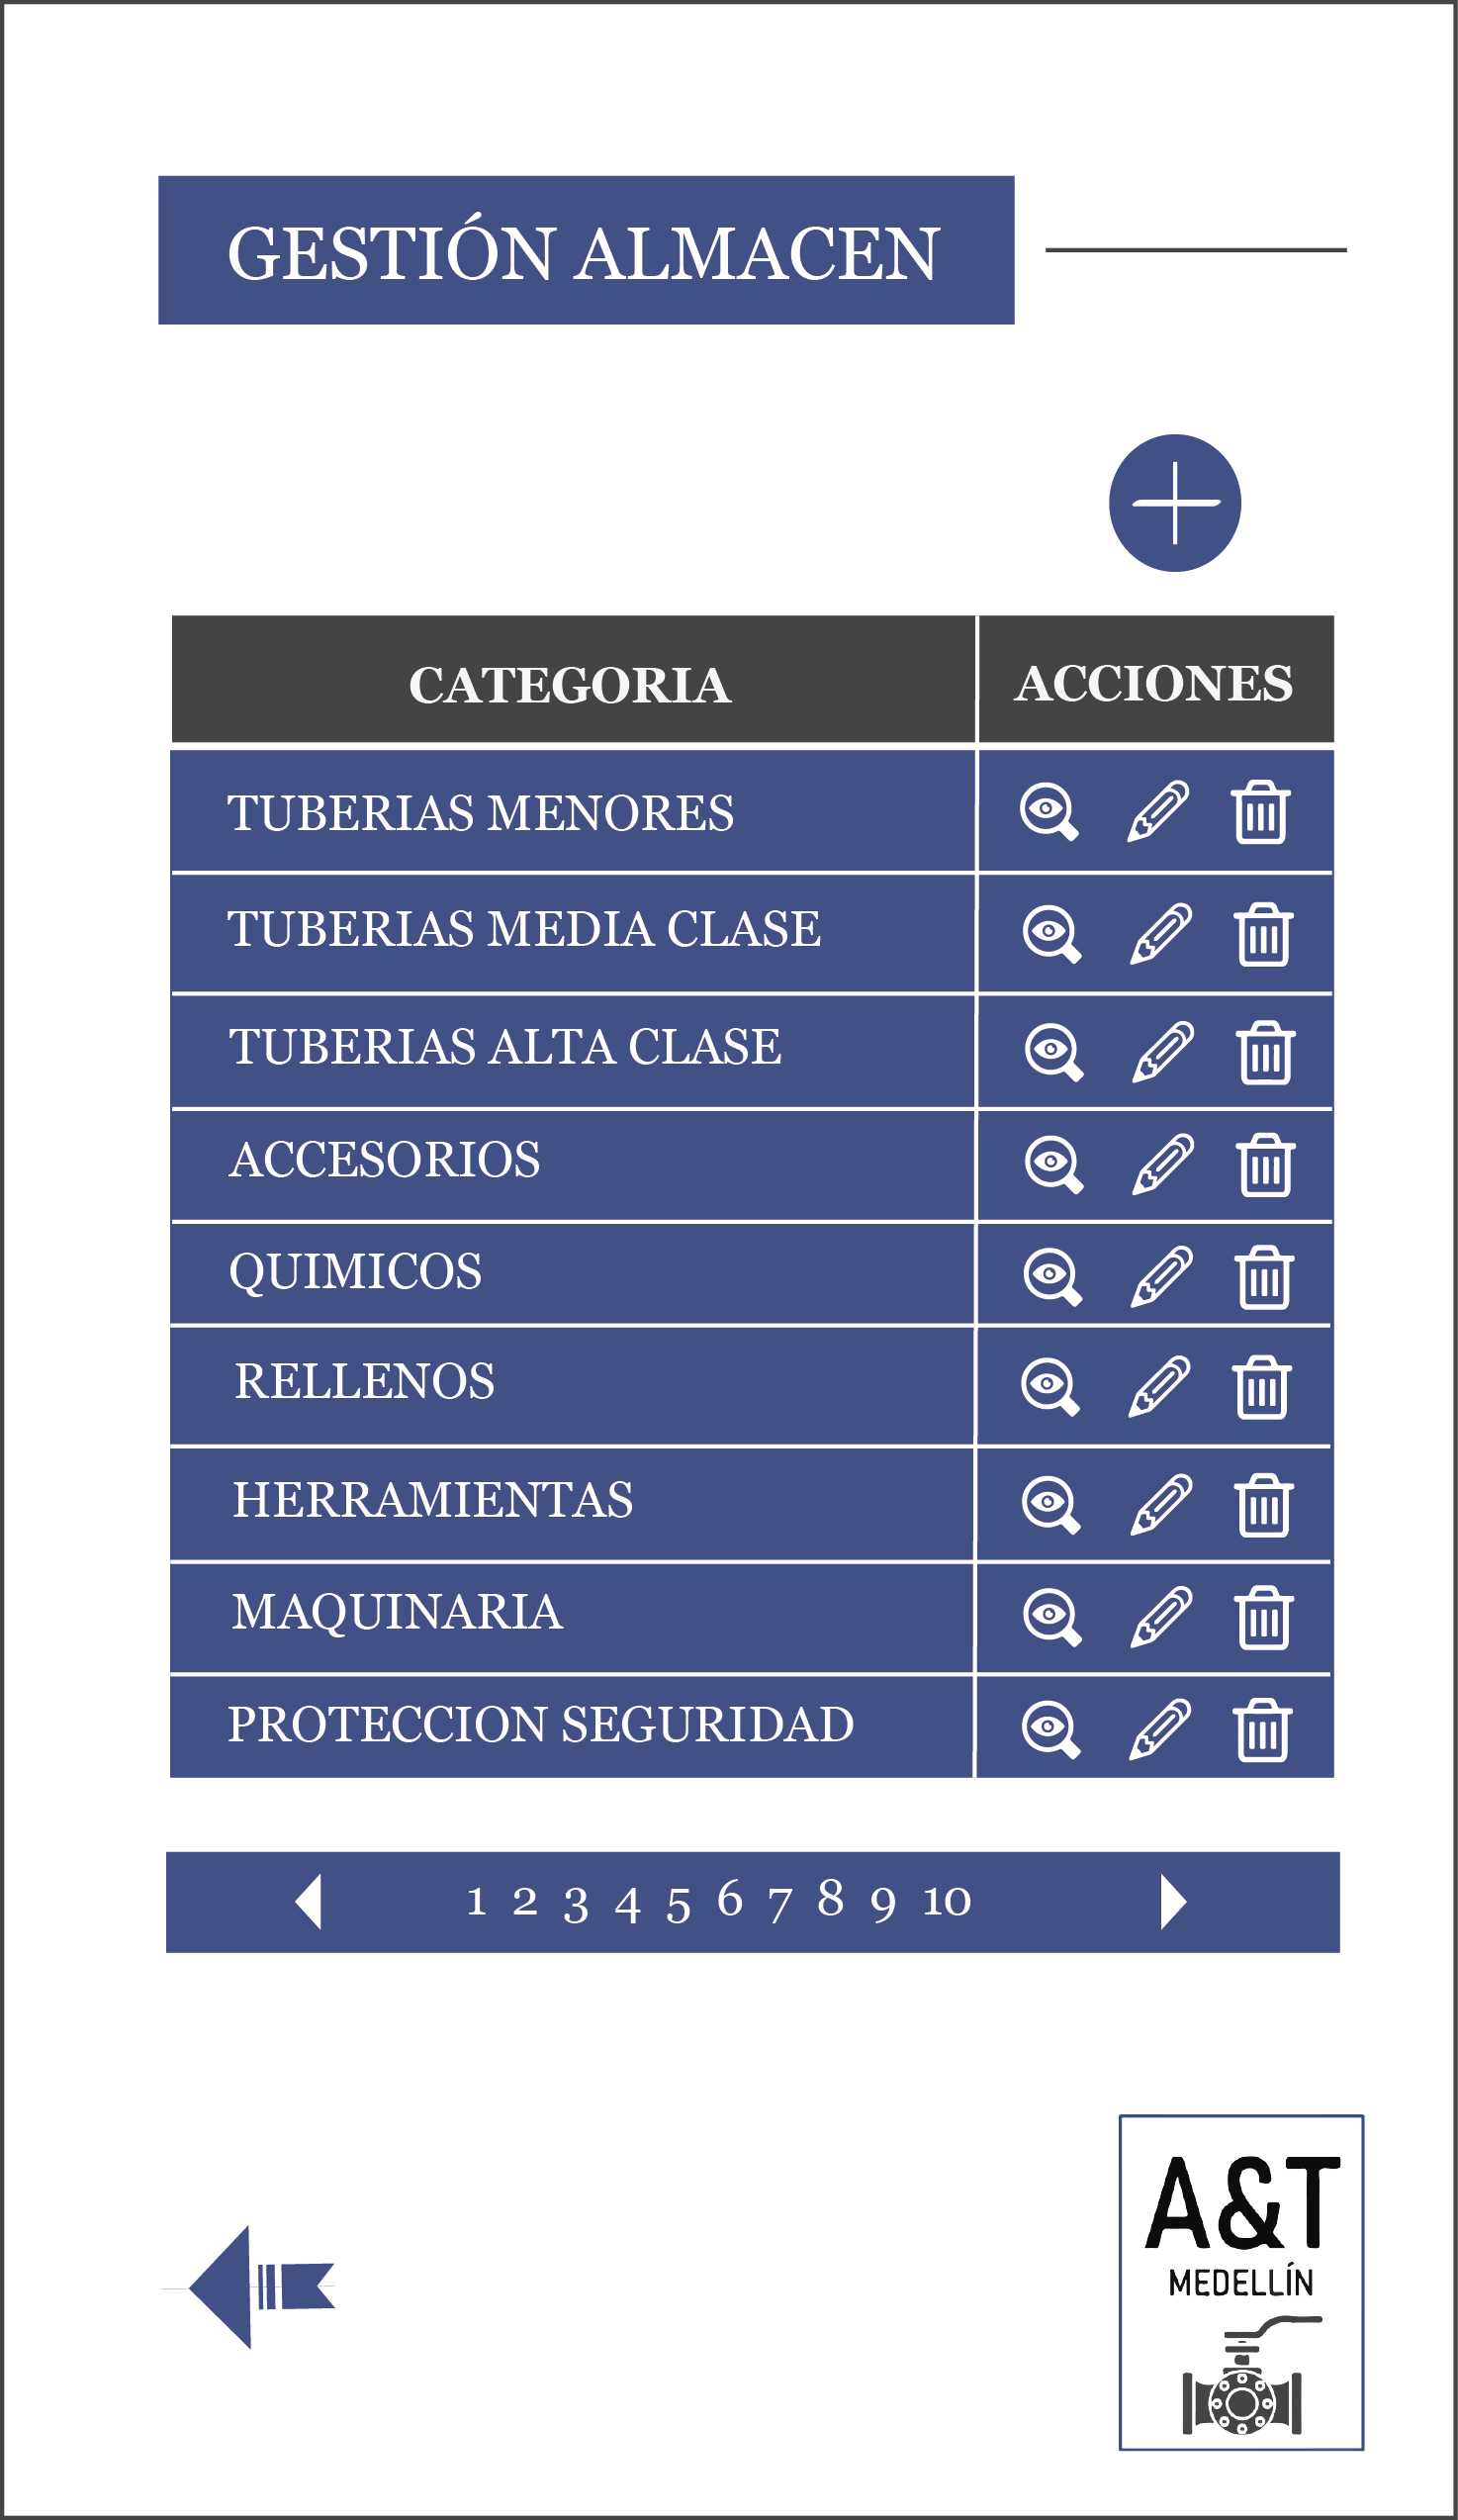 GESTIÓN ALMACEN
CATEGORIA ACCIONES
TUBERIAS MENORES
TUBERIAS MEDIA CLASE
TUBERIAS ALTA CLASE
ACCESORIOS
QUIMICOS
RELLENOS
HERRAMIENTAS
MAQUINARIA
PROTECCION SEGURIDAD
1 2 3 4 5 6 7 8 9 10
A&T
MEDELLÍN